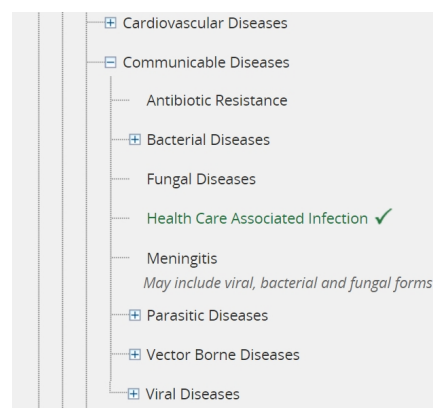 Cardiovascular Diseases
Communicable Diseases
Antibiotic Resistance
Bacterial Diseases
Fungal Diseases
Health Care Associated Infection ✓
Meningitis
May include viral, bacterial and fungal forms
Parasitic Diseases
Vector Borne Diseases
Viral Diseases